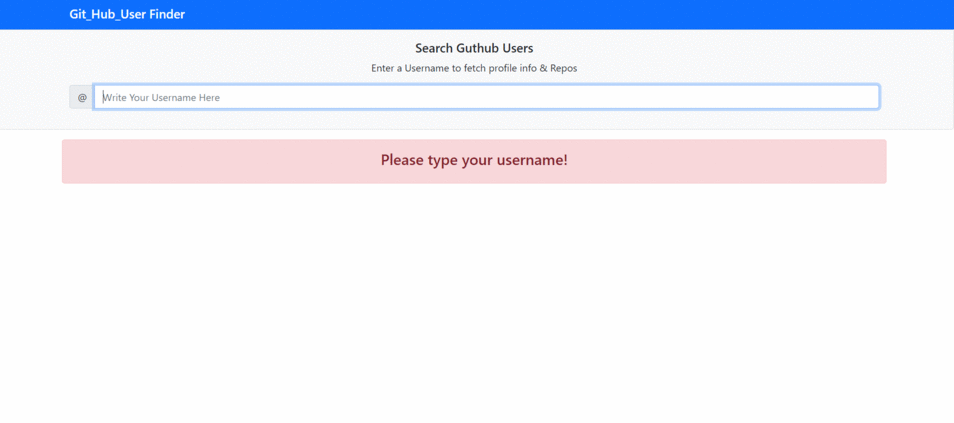 Git_Hub_User Finder
Search Guthub Users
Enter a Username to fetch profile info & Repos
@ Write Your Username Here
Please type your username!